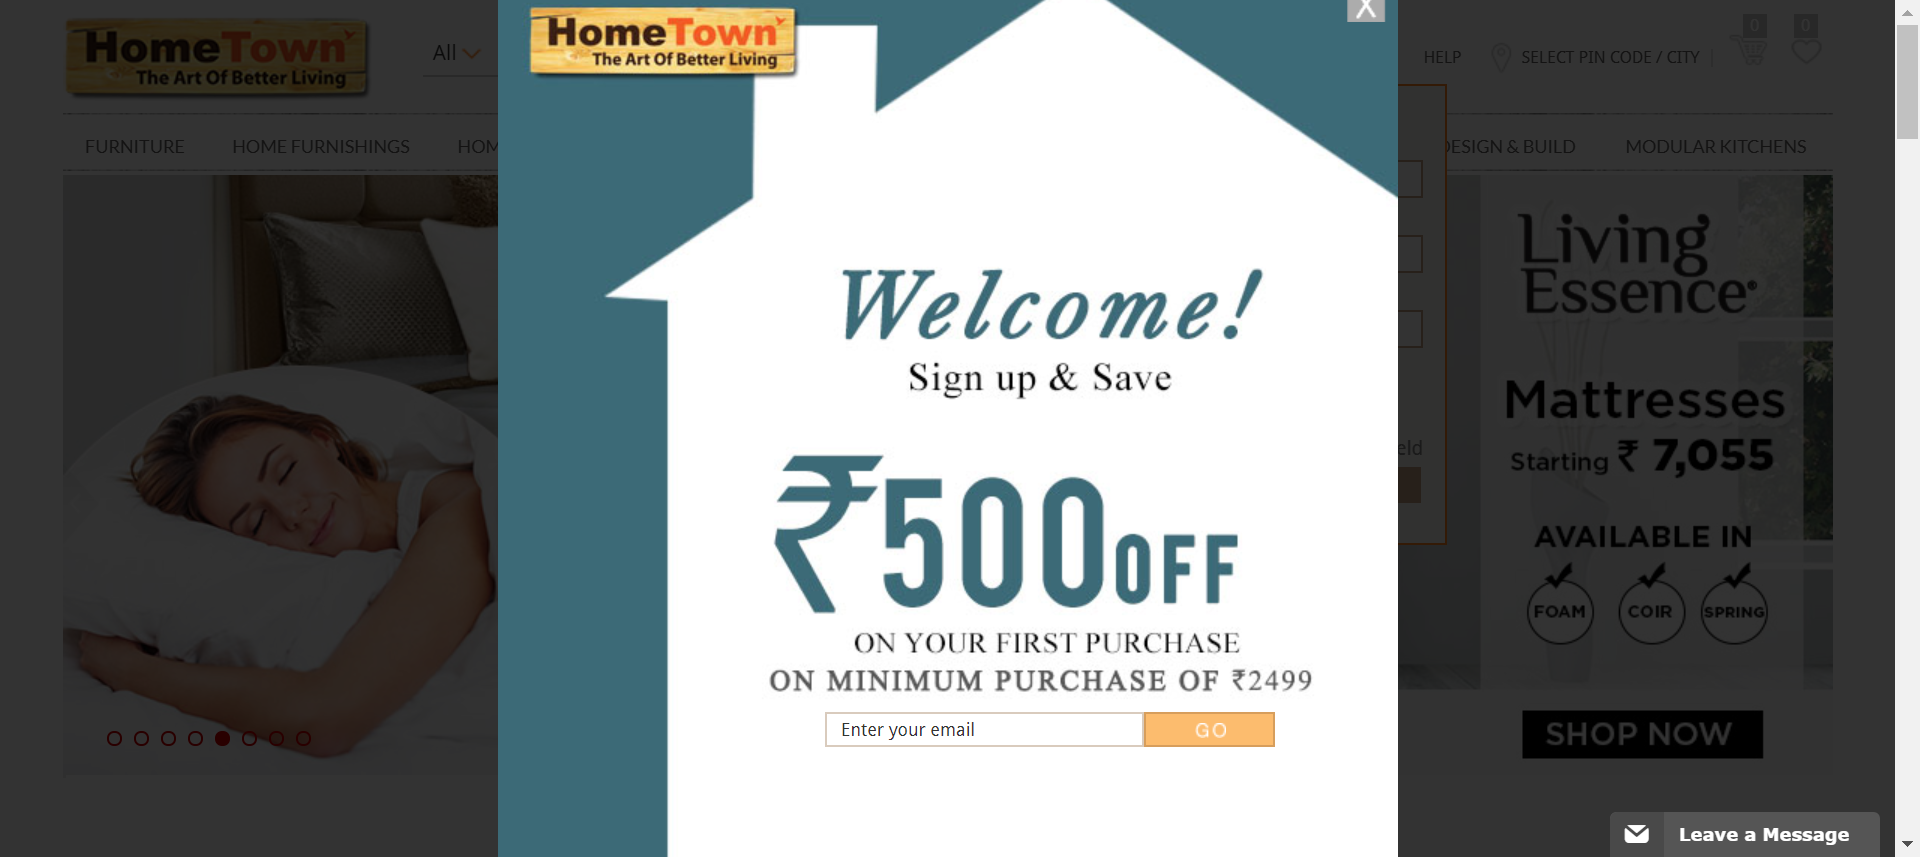 HomeTown
The Art Of Better Living
All
HomeTown
The Art Of Better Living
X
HELP
SELECT PIN CODE / CITY
0
0
FURNITURE
HOME FURNISHINGS
HOM
DESIGN & BUILD
MODULAR KITCHENS
Welcome!
Sign up & Save
₹500 OFF
ON YOUR FIRST PURCHASE
ON MINIMUM PURCHASE OF ₹2499
Enter your email
GO
eld
Living
Essence®
Mattresses
Starting ₹ 7,055
AVAILABLE IN
FOAM
COIR
SPRING
SHOP NOW
Leave a Message